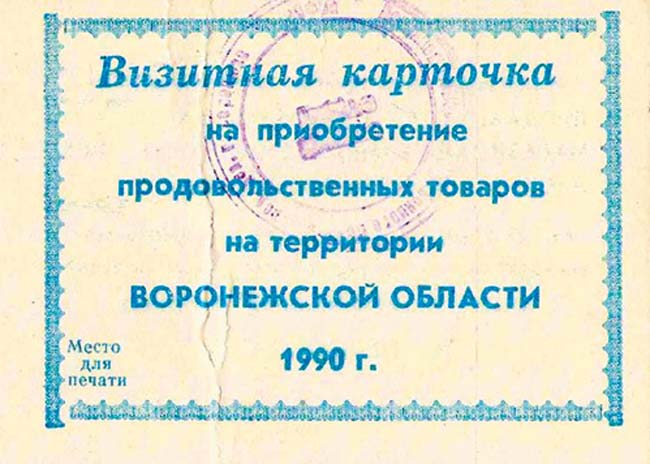 Визитная карточка
на приобретение
продовольственных товаров
на территории
ВОРОНЕЖСКОЙ ОБЛАСТИ
1990 г.
Место
для
печати